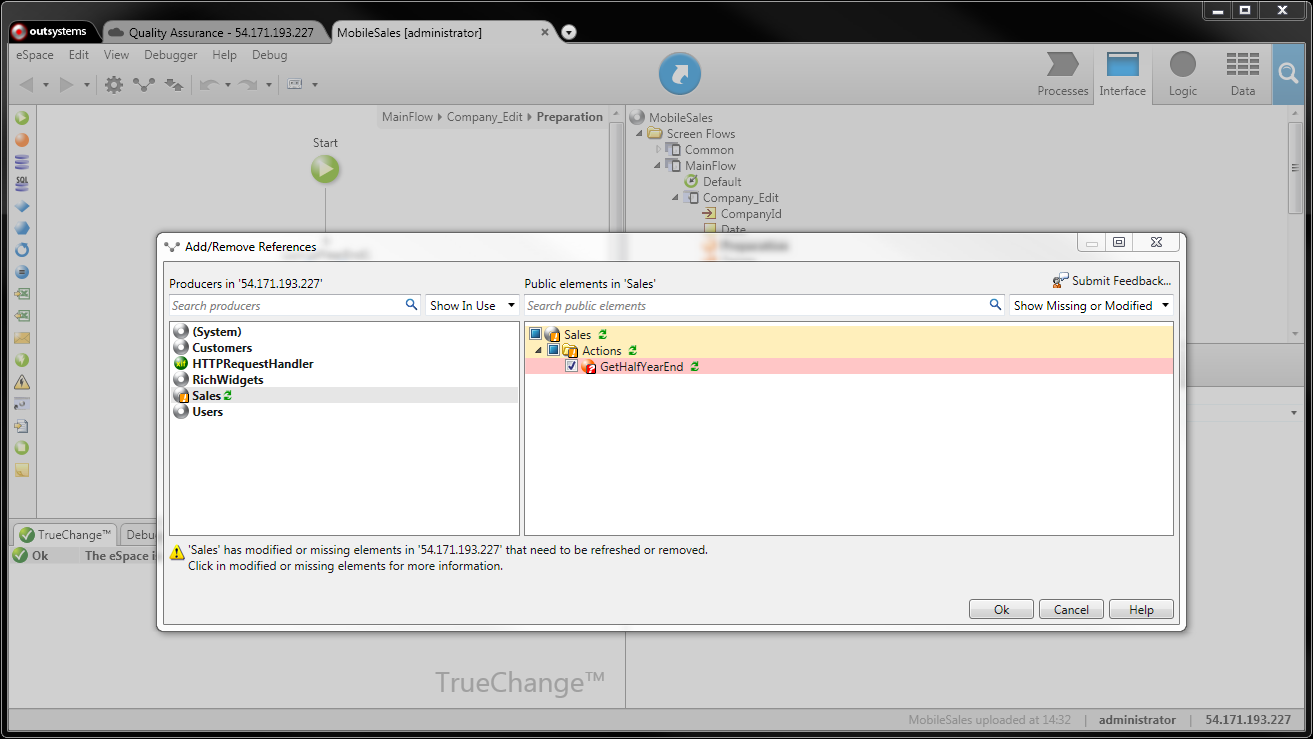 outsystems
Quality Assurance - 54.171.193.227
MobileSales [administrator]
eSpace Edit View Debugger Help Debug
Processes Interface Logic Data
MainFlow Company_Edit Preparation
Start
SQL
MobileSales
Screen Flows
Common
MainFlow
Default
Company_Edit
CompanyId
Date
Preparation
Add/Remove References
Producers in '54.171.193.227'
Public elements in 'Sales'
Submit Feedback...
Search producers
Show In Use
Search public elements
Show Missing or Modified
(System)
Customers
HTTPRequestHandler
RichWidgets
Sales
Users
Sales
Actions
GetHalfYearEnd
'Sales' has modified or missing elements in '54.171.193.227' that need to be refreshed or removed.
Click in modified or missing elements for more information.
Ok Cancel Help
TrueChange™ Debu
Ok The eSpace i
TrueChange™
MobileSales uploaded at 14:32 | administrator | 54.171.193.227